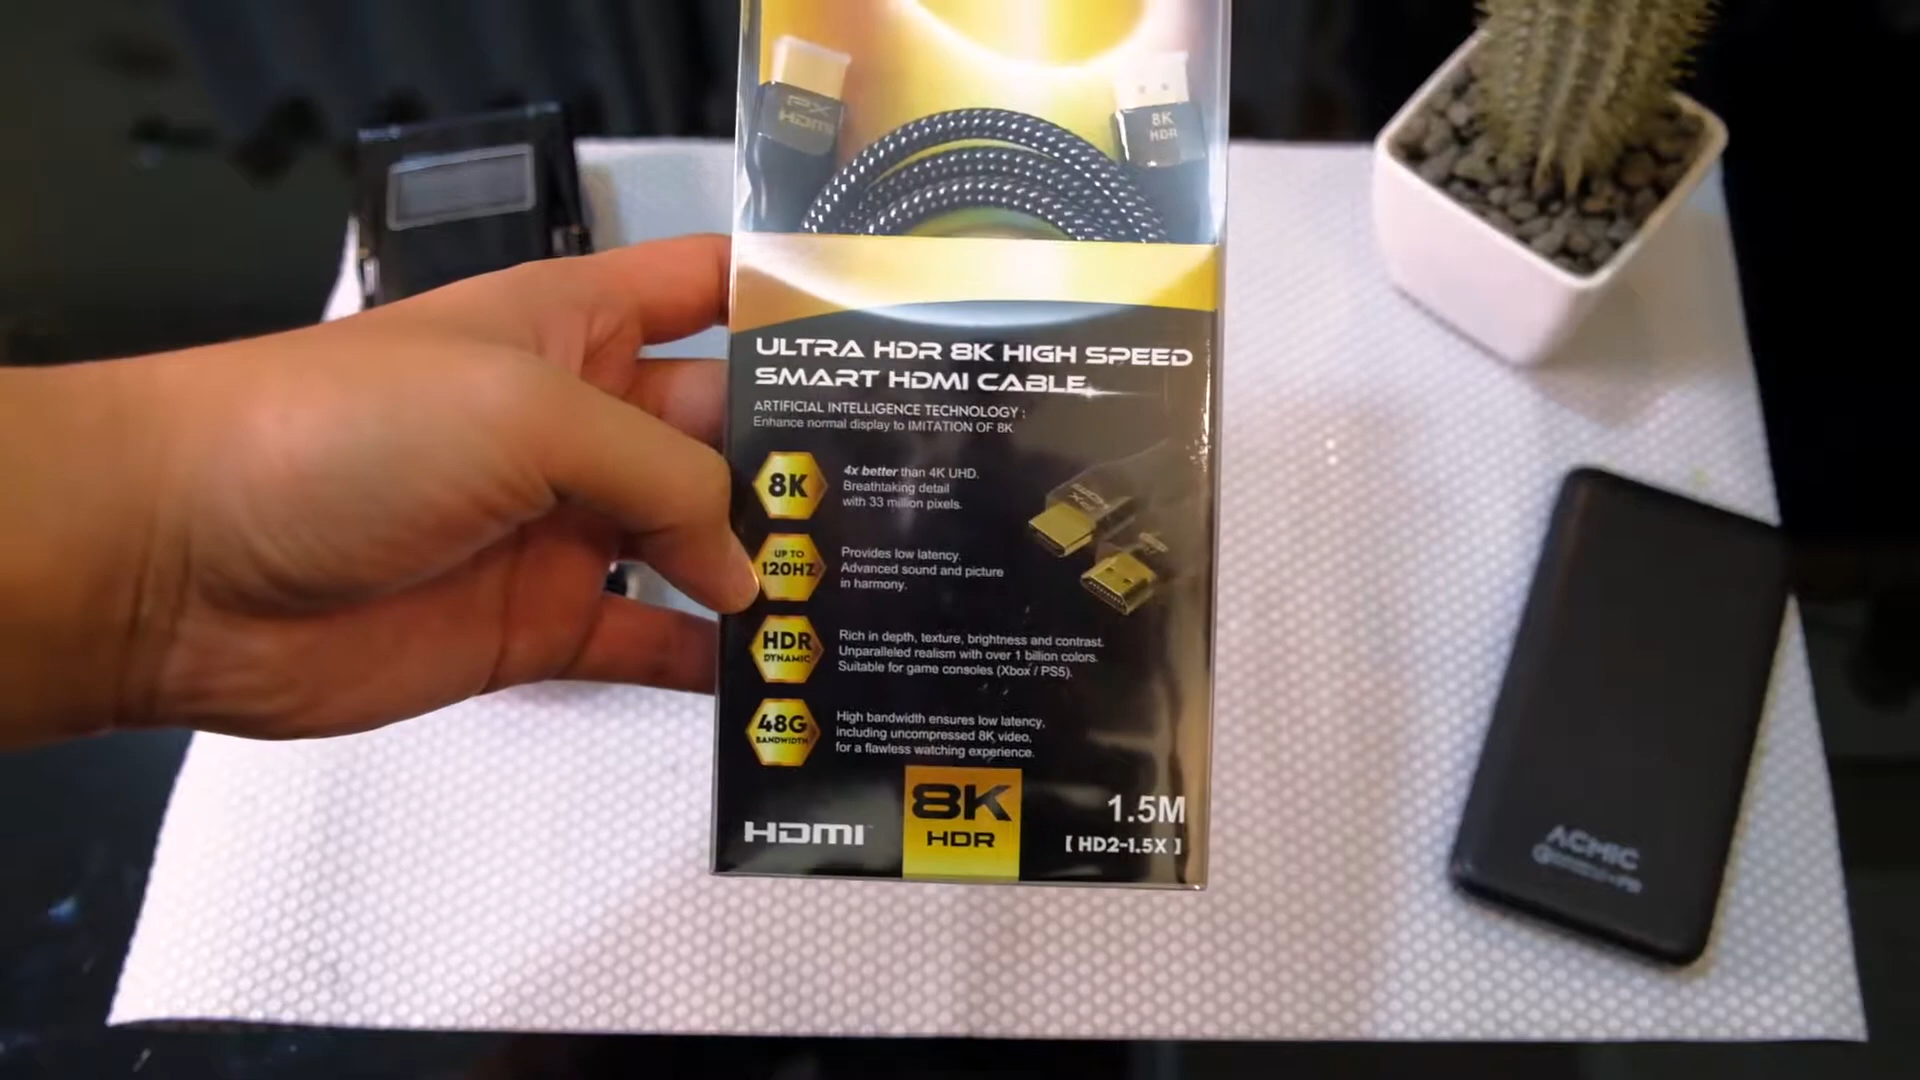 PX
HDMI
8K
HDR
ULTRA HDR 8K HIGH SPEED
SMART HDMI CABLE
ARTIFICIAL INTELLIGENCE TECHNOLOGY :
Enhance normal display to IMITATION OF 8K
8K
4x better than 4K UHD.
Breathtaking detail
with 33 million pixels.
UP TO
120HZ
Provides low latency.
Advanced sound and picture
in harmony.
HDR
DYNAMIC
Rich in depth, texture, brightness and contrast.
Unparalleled realism with over 1 billion colors.
Suitable for game consoles (Xbox / PS5).
48G
BANDWIDTH
High bandwidth ensures low latency,
including uncompressed 8K video,
for a flawless watching experience.
HDMI
8K
HDR
1.5M
[ HD2-1.5X ]
ACMIC